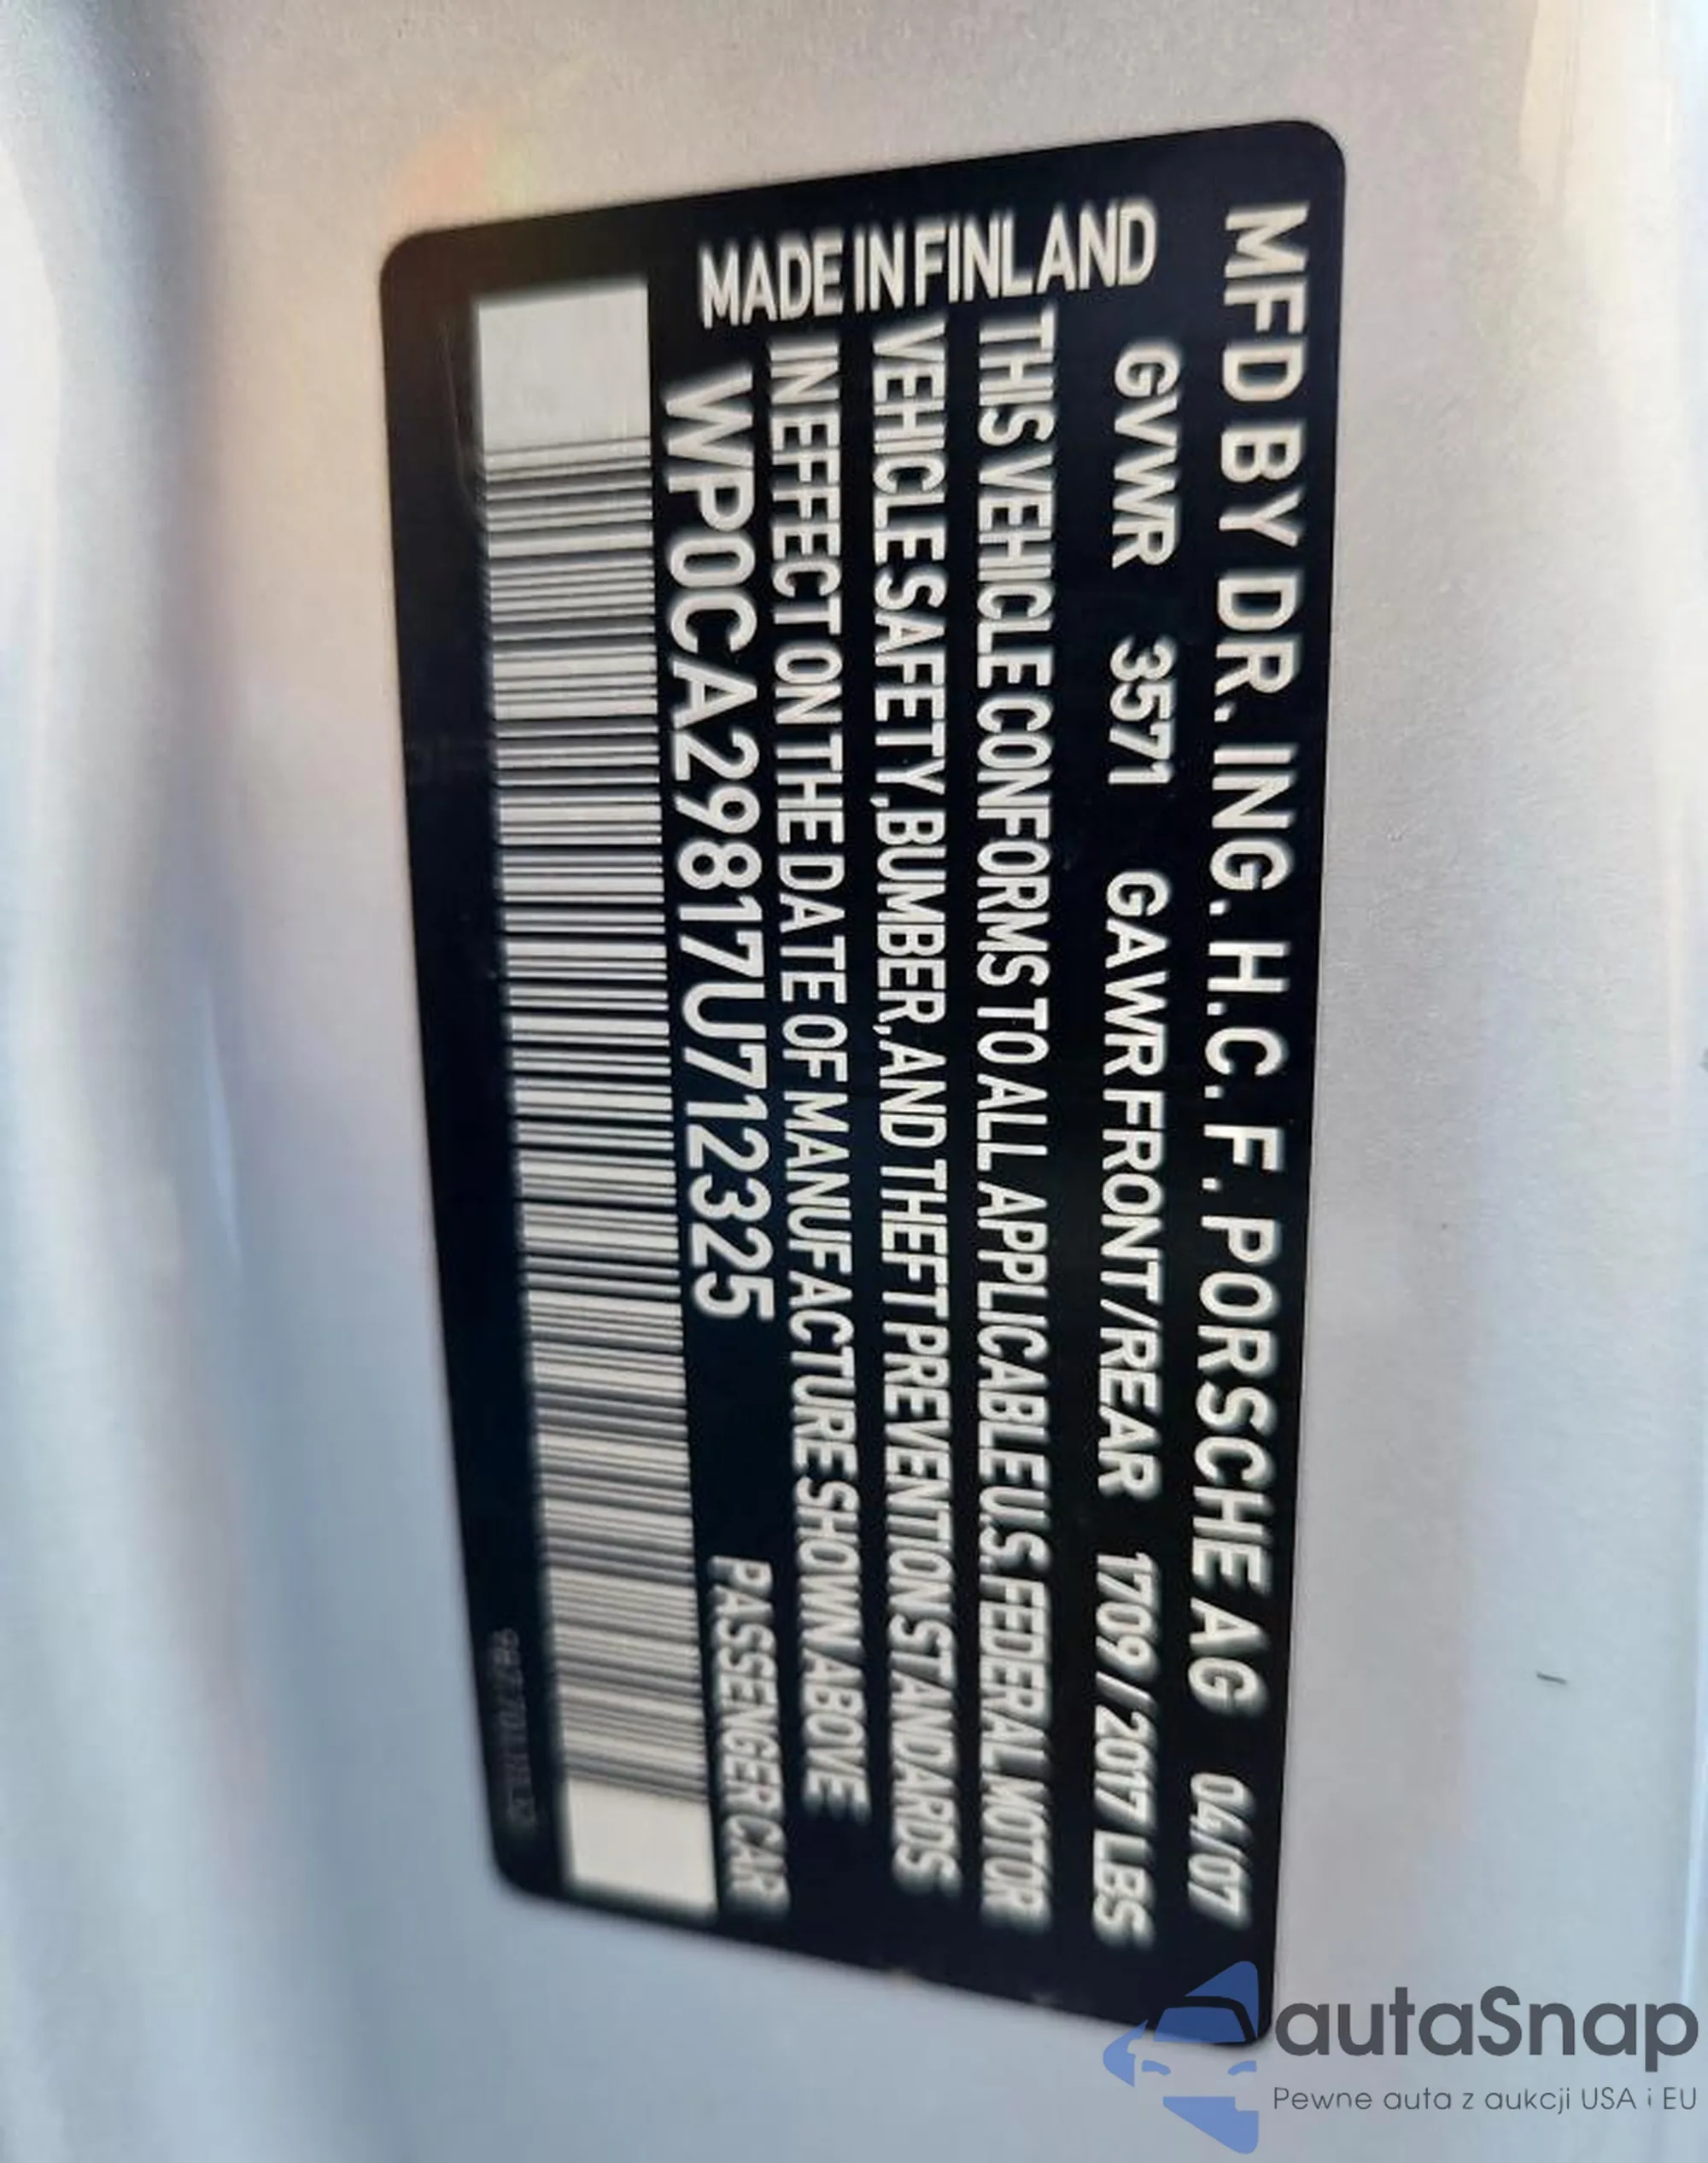 MFD BY DR. ING. H.C. F. PORSCHE AG 04/07
GVWR 3571 GAWR FRONT/REAR 1709/2017 LBS
THIS VEHICLE CONFORMS TO ALL APPLICABLE U.S. FEDERAL MOTOR
VEHICLE SAFETY, BUMBER, AND THEFT PREVENTION STANDARDS
IN EFFECT ON THE DATE OF MANUFACTURE SHOWN ABOVE
MADE IN FINLAND
WP0CA29817U712325 PASSENGER CAR
autaSnap
Pewne auta z aukcji USA i EU